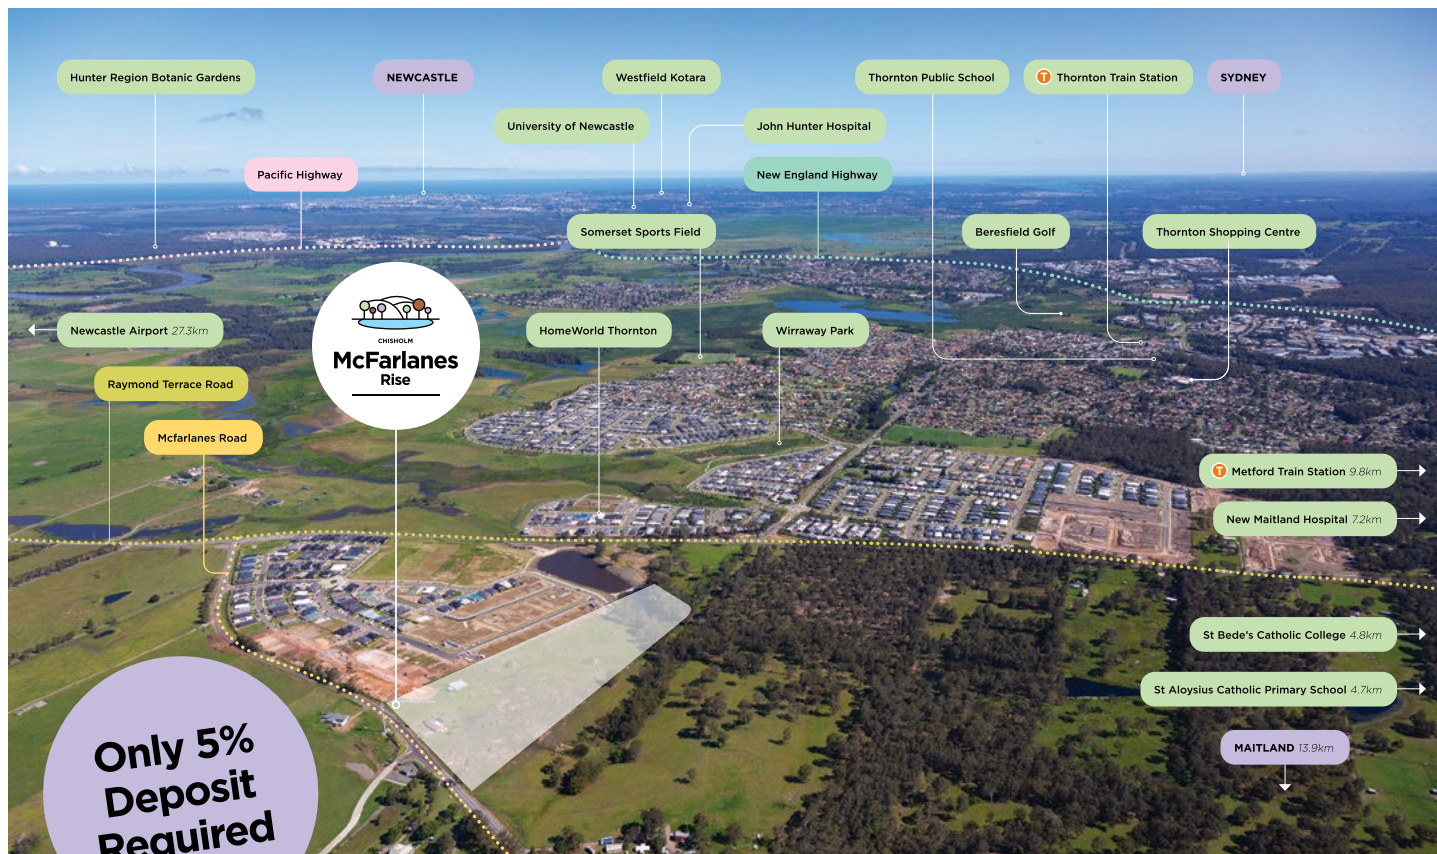 Hunter Region Botanic Gardens
NEWCASTLE
Westfield Kotara
Thornton Public School
T Thornton Train Station
SYDNEY
University of Newcastle
John Hunter Hospital
Pacific Highway
New England Highway
Somerset Sports Field
Beresfield Golf
Thornton Shopping Centre
Newcastle Airport 27.3km
CHISHOLM
McFarlanes
Rise
HomeWorld Thornton
Wirraway Park
Raymond Terrace Road
Mcfarlanes Road
T Metford Train Station 9.8km
New Maitland Hospital 7.2km
St Bede's Catholic College 4.8km
St Aloysius Catholic Primary School 4.7km
MAITLAND 13.9km
Only 5%
Deposit
Required